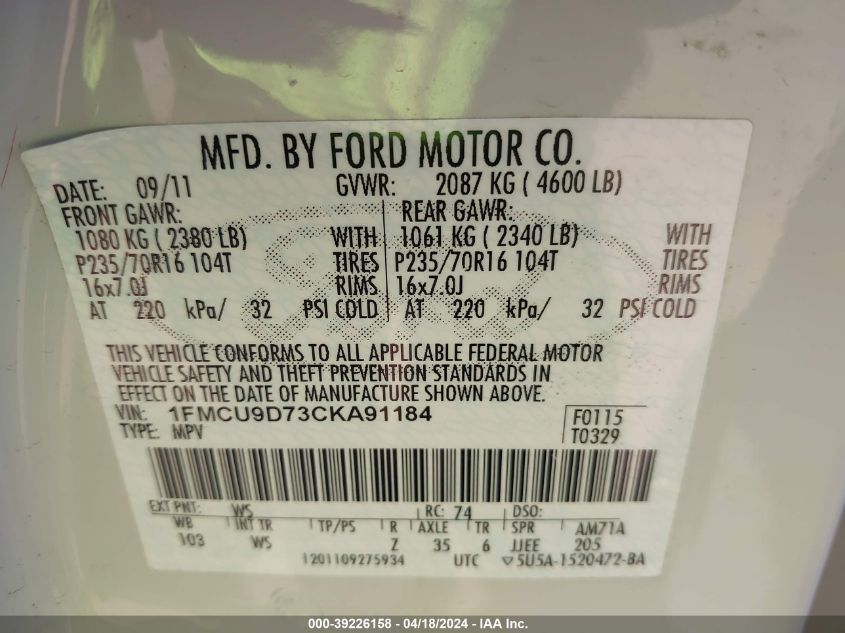 MFD. BY FORD MOTOR CO.
DATE: 09/11 GVWR: 2087 KG ( 4600 LB)
FRONT GAWR: REAR GAWR:
1080 KG ( 2380 LB) WITH 1061 KG ( 2340 LB) WITH
P235/70R16 104T TIRES P235/70R16 104T TIRES
16x7.0J RIMS 16x7.0J RIMS
AT 220 kPa/ 32 PSI COLD AT 220 kPa/ 32 PSI COLD
THIS VEHICLE CONFORMS TO ALL APPLICABLE FEDERAL MOTOR
VEHICLE SAFETY AND THEFT PREVENTION STANDARDS IN
EFFECT ON THE DATE OF MANUFACTURE SHOWN ABOVE.
VIN: 1FMCU9D73CKA91184 F0115
TYPE: MPV T0329
EXT PNT: WS RC: 74 DSO:
WB INT TR TP/PS R AXLE TR SPR AM71A
103 WS Z 35 6 JJEE 205
1201109275934 UTC ▽5U5A-1520472-BA
000-39226158 - 04/18/2024 - IAA Inc.